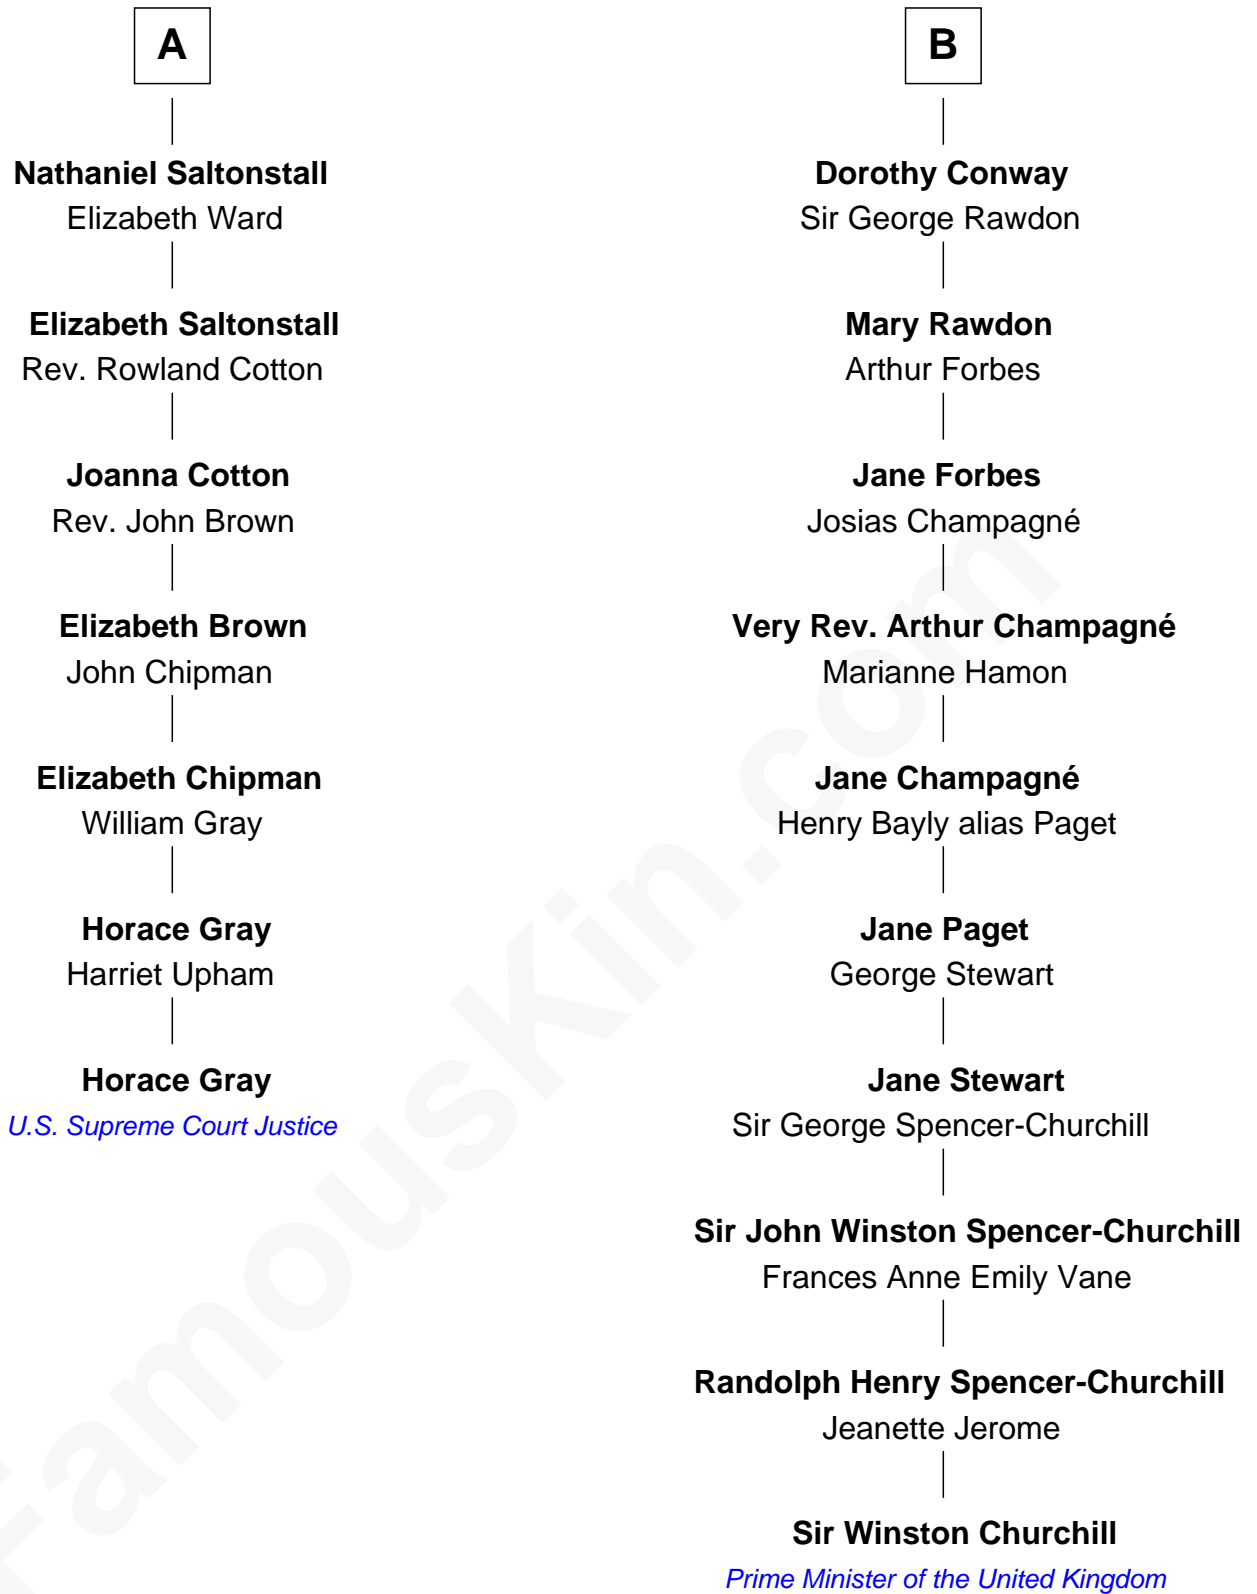 A
Nathaniel Saltonstall
Elizabeth Ward
Elizabeth Saltonstall
Rev. Rowland Cotton
Joanna Cotton
Rev. John Brown
Elizabeth Brown
John Chipman
Elizabeth Chipman
William Gray
Horace Gray
Harriet Upham
Horace Gray
U.S. Supreme Court Justice
B
Dorothy Conway
Sir George Rawdon
Mary Rawdon
Arthur Forbes
Jane Forbes
Josias Champagné
Very Rev. Arthur Champagné
Marianne Hamon
Jane Champagné
Henry Bayly alias Paget
Jane Paget
George Stewart
Jane Stewart
Sir George Spencer-Churchill
Sir John Winston Spencer-Churchill
Frances Anne Emily Vane
Randolph Henry Spencer-Churchill
Jeanette Jerome
Sir Winston Churchill
Prime Minister of the United Kingdom
FamousKin.com